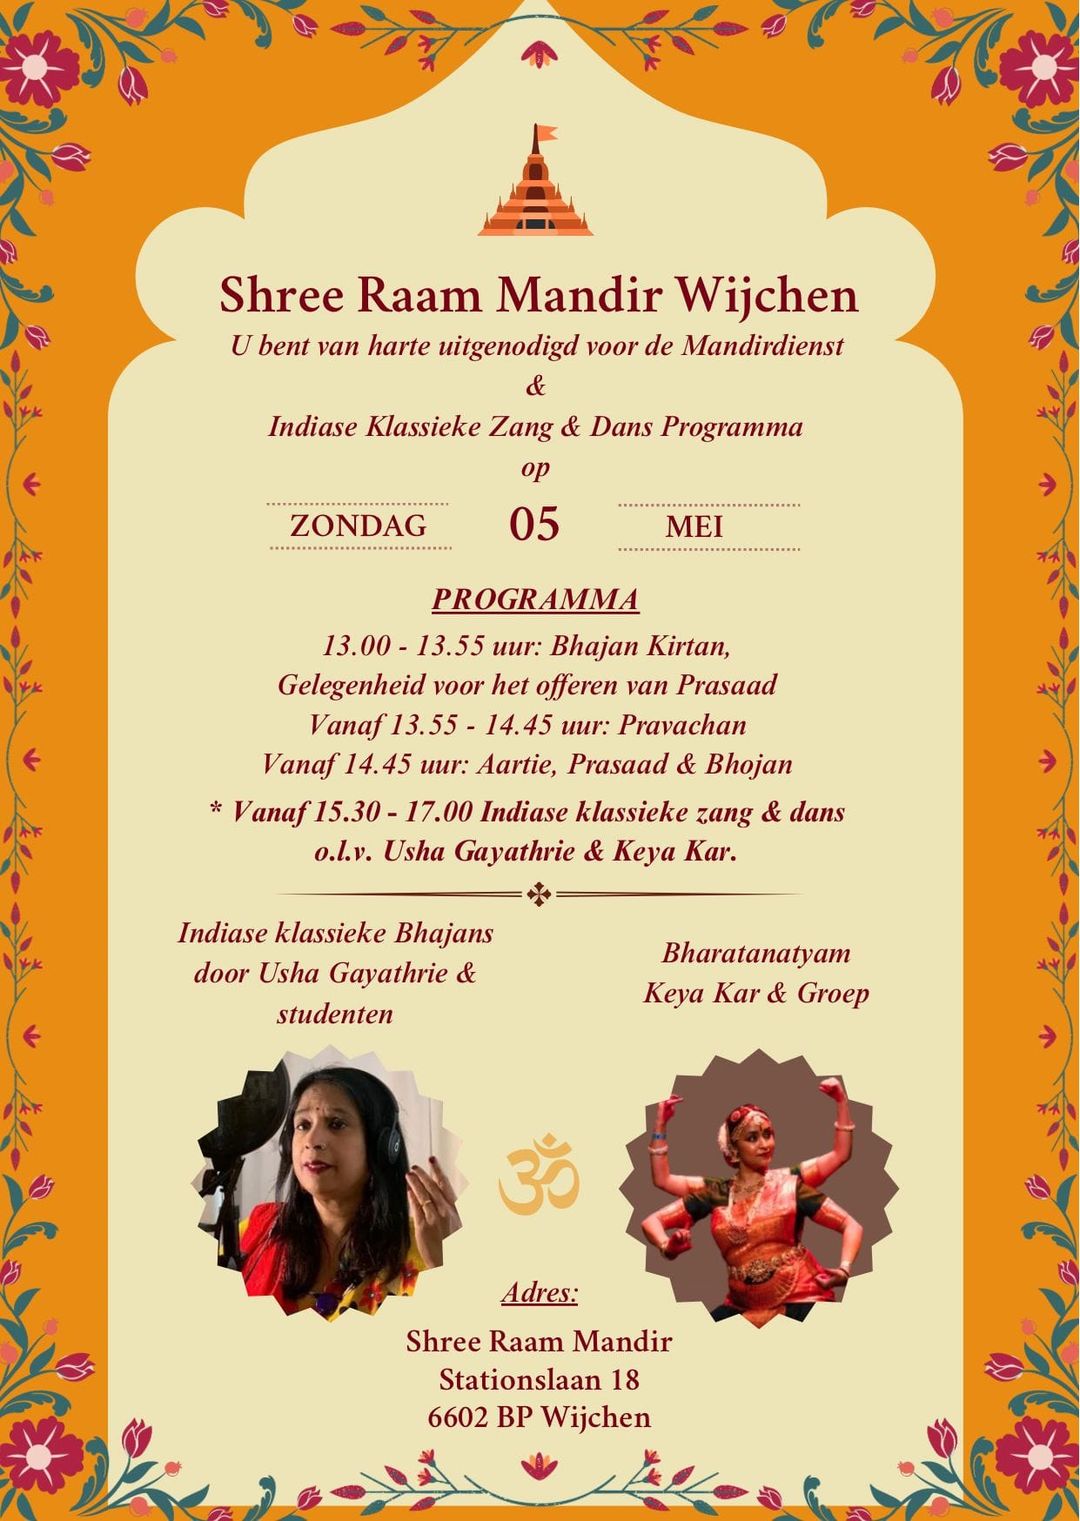 Shree Raam Mandir Wijchen
U bent van harte uitgenodigd voor de Mandirdienst
&
Indiase Klassieke Zang & Dans Programma
op
ZONDAG 05 MEI
PROGRAMMA
13.00 - 13.55 uur: Bhajan Kirtan,
Gelegenheid voor het offeren van Prasaad
Vanaf 13.55 - 14.45 uur: Pravachan
Vanaf 14.45 uur: Aartie, Prasaad & Bhojan
* Vanaf 15.30 - 17.00 Indiase klassieke zang & dans
o.l.v. Usha Gayathrie & Keya Kar.
Indiase klassieke Bhajans
door Usha Gayathrie &
studenten
Bharatanatyam
Keya Kar & Groep
ॐ
Adres:
Shree Raam Mandir
Stationslaan 18
6602 BP Wijchen